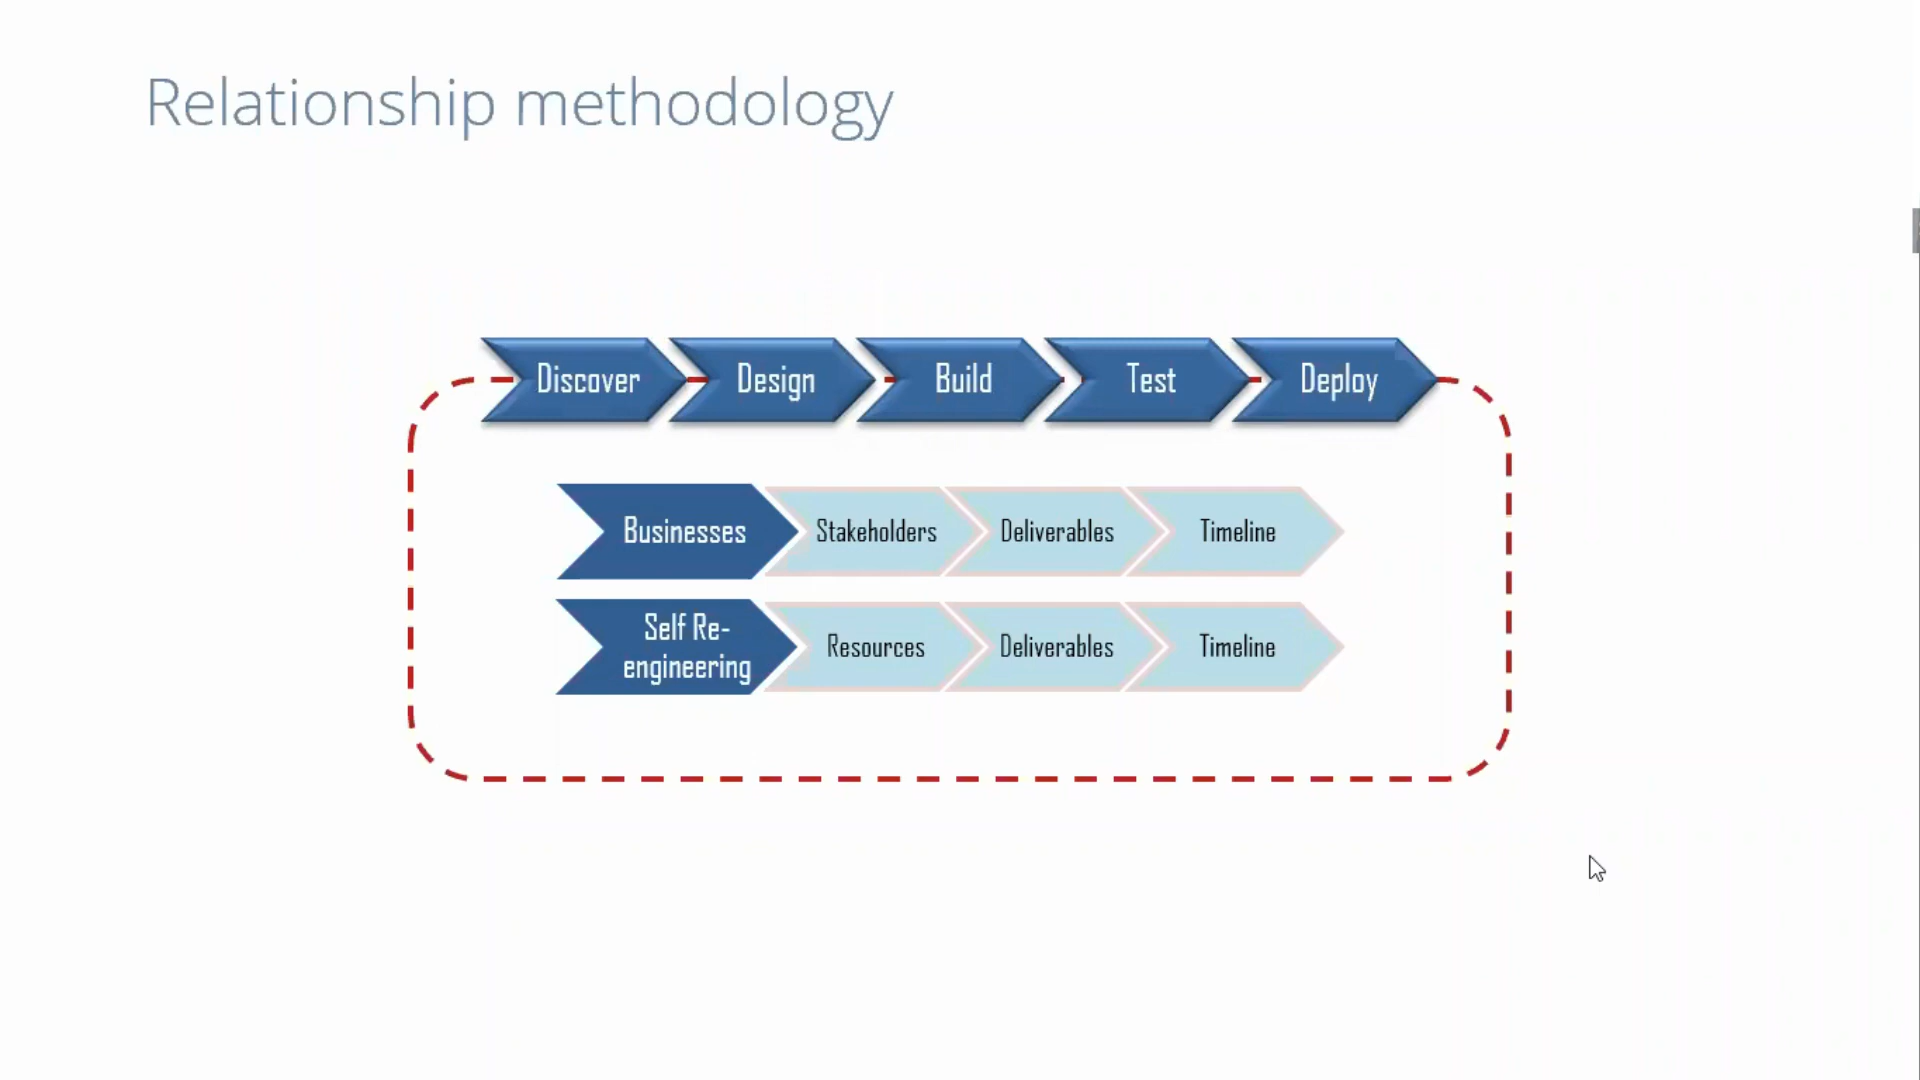 Relationship methodology
Discover Design Build Test Deploy
Businesses Stakeholders Deliverables Timeline
Self Re-
engineering Resources Deliverables Timeline